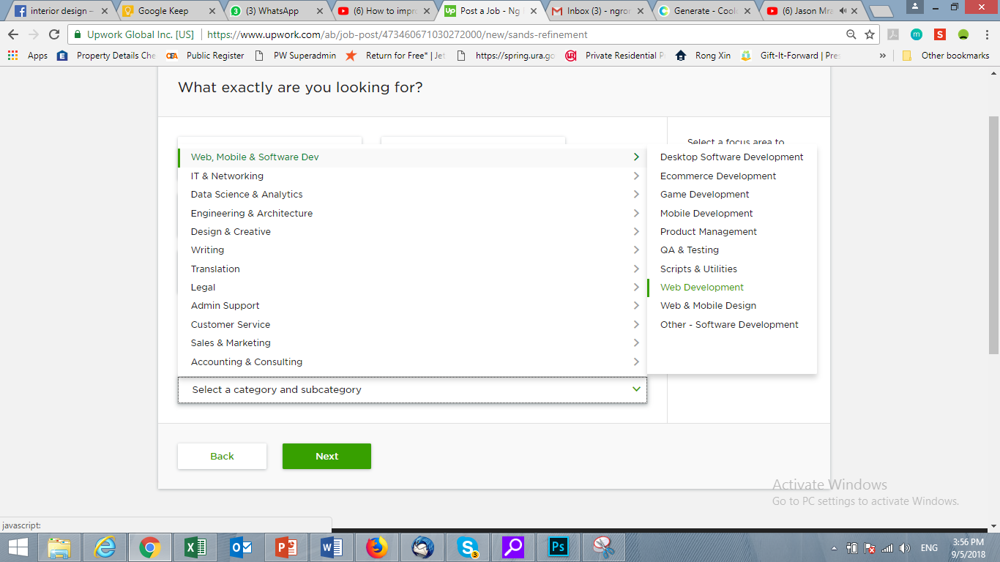 interior design –
Google Keep
(3) WhatsApp
(6) How to impro
Post a Job - Ng
Inbox (3) - ngror
Generate - Cool
(6) Jason Mra
Upwork Global Inc. [US]
https://www.upwork.com/ab/job-post/473460671030272000/new/sands-refinement
Apps
Property Details Che
CEA
Public Register
PW Superadmin
Return for Free* | Jet
https://spring.ura.go
Private Residential P
Rong Xin
Gift-It-Forward | Pre
Other bookmarks
What exactly are you looking for?
Select a focus area to
Web, Mobile & Software Dev
IT & Networking
Data Science & Analytics
Engineering & Architecture
Design & Creative
Writing
Translation
Legal
Admin Support
Customer Service
Sales & Marketing
Accounting & Consulting
Desktop Software Development
Ecommerce Development
Game Development
Mobile Development
Product Management
QA & Testing
Scripts & Utilities
Web Development
Web & Mobile Design
Other - Software Development
Select a category and subcategory
Back
Next
Activate Windows
Go to PC settings to activate Windows.
javascript:
ENG
3:56 PM
9/5/2018